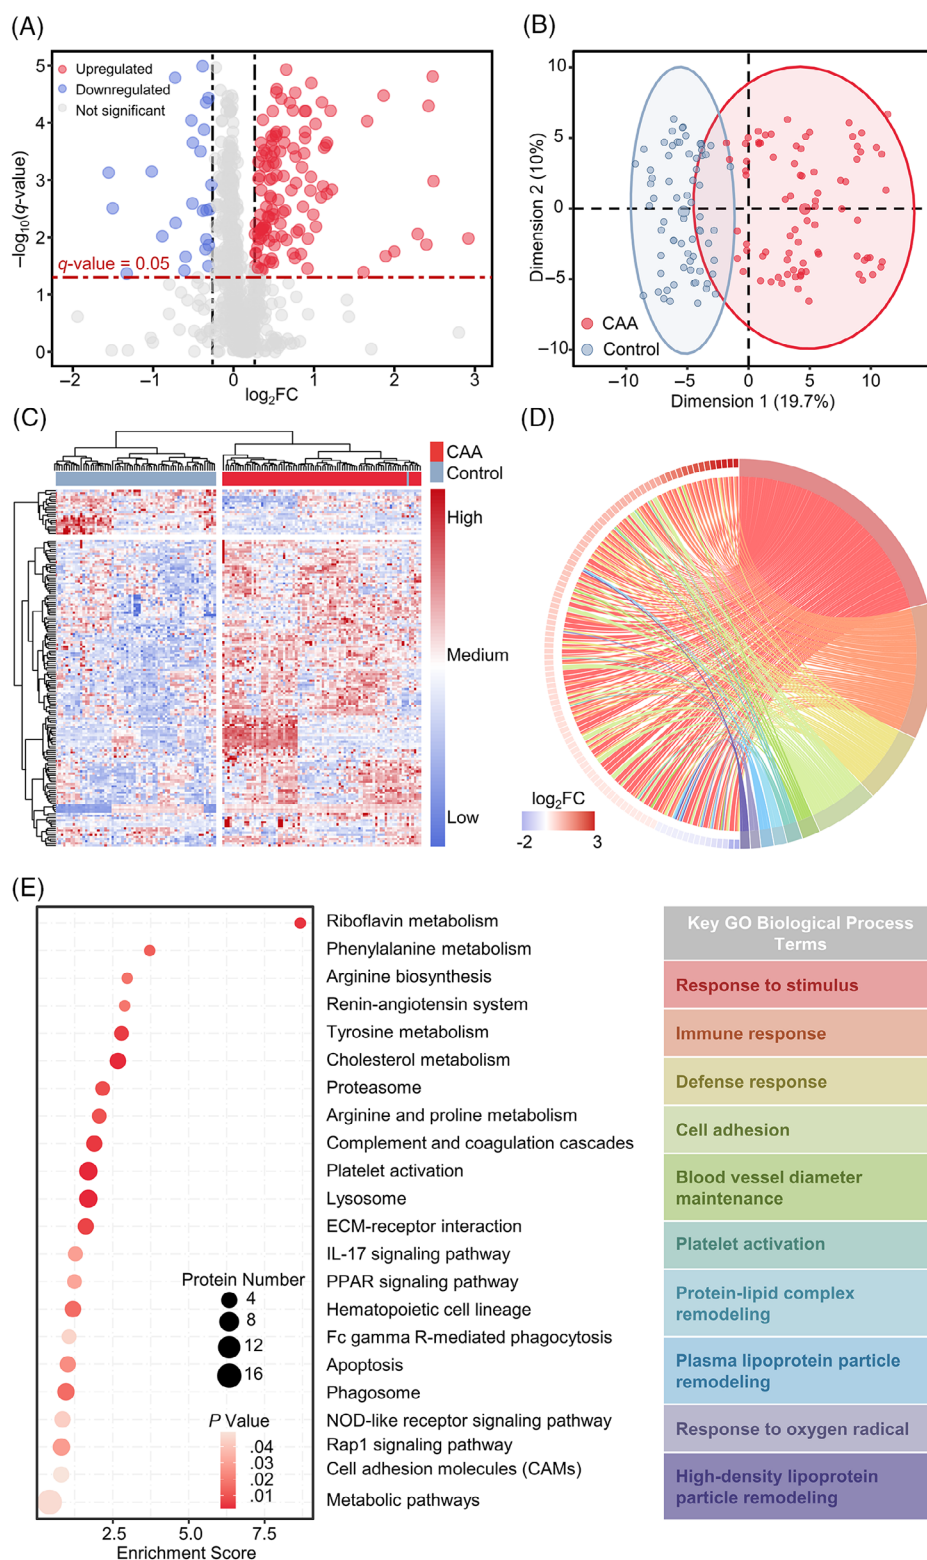 (A)
Upregulated
Downregulated
Not significant
q-value = 0.05
−log10(q-value)
5
4
3
2
1
0
−2
−1
0
1
2
3
log2FC
(B)
Dimension 2 (10%)
10
5
0
−5
−10
CAA
Control
−10
−5
0
5
10
Dimension 1 (19.7%)
(C)
CAA
Control
High
Medium
Low
(D)
log2FC
-2
3
(E)
Riboflavin metabolism
Phenylalanine metabolism
Arginine biosynthesis
Renin-angiotensin system
Tyrosine metabolism
Cholesterol metabolism
Proteasome
Arginine and proline metabolism
Complement and coagulation cascades
Platelet activation
Lysosome
ECM-receptor interaction
IL-17 signaling pathway
PPAR signaling pathway
Hematopoietic cell lineage
Fc gamma R-mediated phagocytosis
Apoptosis
Phagosome
NOD-like receptor signaling pathway
Rap1 signaling pathway
Cell adhesion molecules (CAMs)
Metabolic pathways
Protein Number
4
8
12
16
P Value
.04
.03
.02
.01
2.5
5.0
7.5
Enrichment Score
Key GO Biological Process
Terms
Response to stimulus
Immune response
Defense response
Cell adhesion
Blood vessel diameter
maintenance
Platelet activation
Protein-lipid complex
remodeling
Plasma lipoprotein particle
remodeling
Response to oxygen radical
High-density lipoprotein
particle remodeling